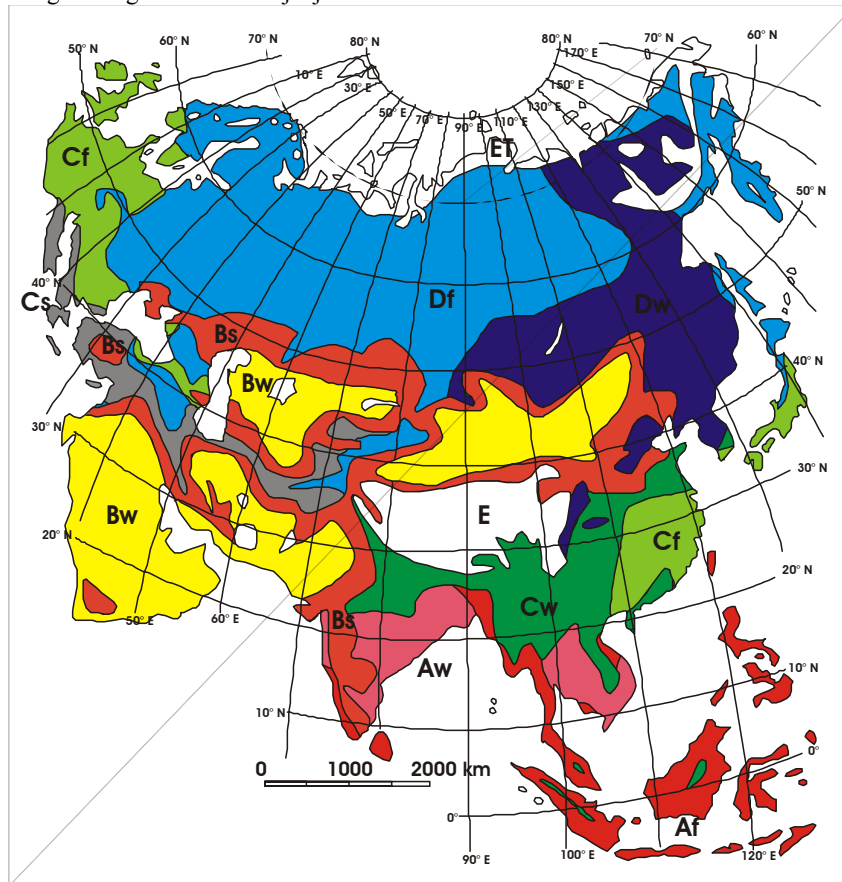 80° N
170° E
60° N
70° N
60° N
70° N
50° N
80° N
10° E
150° E
30° E
130° E
50° E
110° E
70° E
90° E
ET
Cf
50° N
40° N
Cs
Df
Dw
Bs
Bs
Bw
40° N
30° N
30° N
Bw
E
Cf
20° N
20° N
Cw
50° E
60° E
Bs
Aw
10° N
10° N
0°
0
1000
2000 km
0°
Af
90° E
100° E
120° E